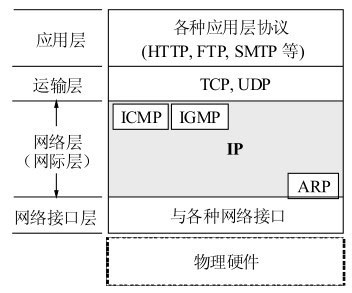 应用层
各种应用层协议
(HTTP, FTP, SMTP 等)
运输层
TCP, UDP
网络层
（网际层）
ICMP
IGMP
IP
ARP
网络接口层
与各种网络接口
物理硬件